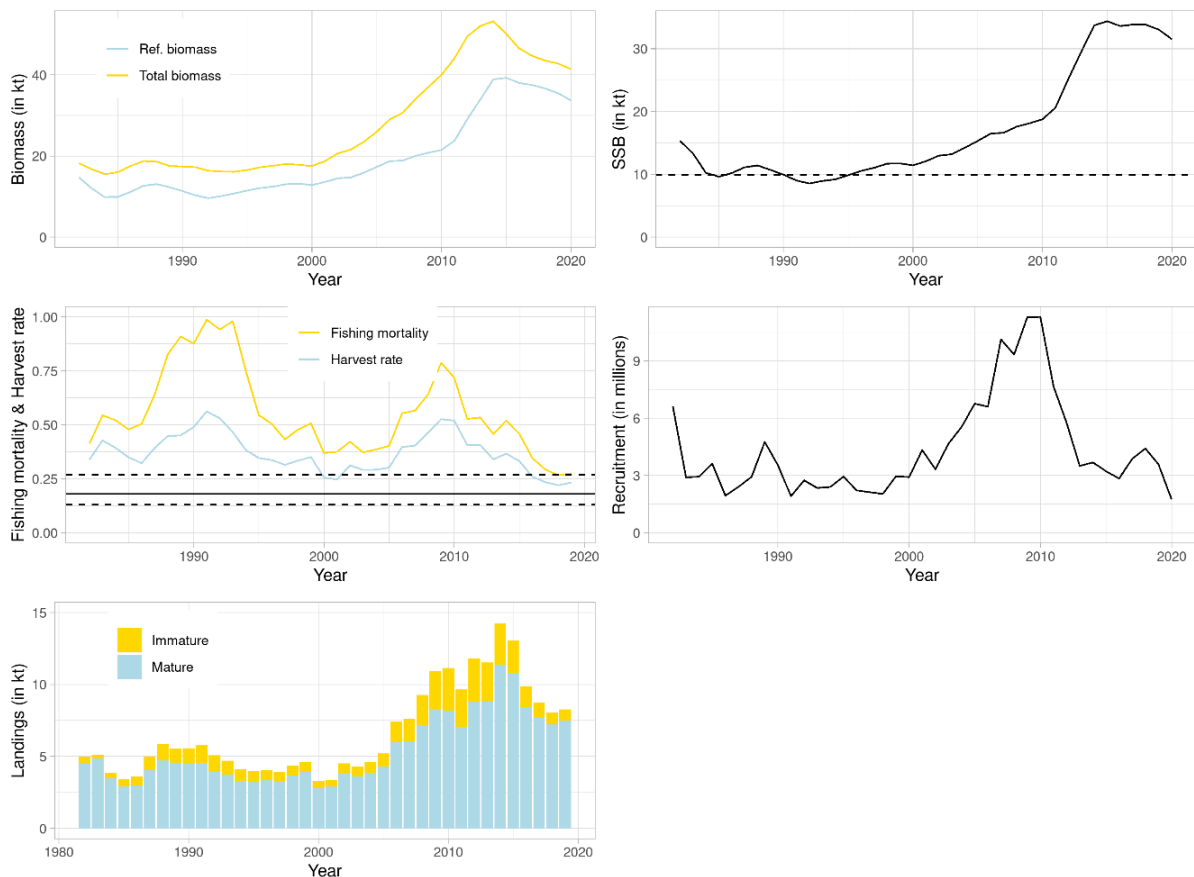 Biomass (in kt)
40
20
0
Ref. biomass
Total biomass
1990
2000
2010
2020
Year
SSB (in kt)
30
20
10
0
1990
2000
2010
2020
Year
Fishing mortality & Harvest rate
1.00
0.75
0.50
0.25
0.00
Fishing mortality
Harvest rate
1990
2000
2010
2020
Year
Recruitment (in millions)
9
6
3
0
1990
2000
2010
2020
Year
Landings (in kt)
15
10
5
0
Immature
Mature
1980
1990
2000
2010
2020
Year